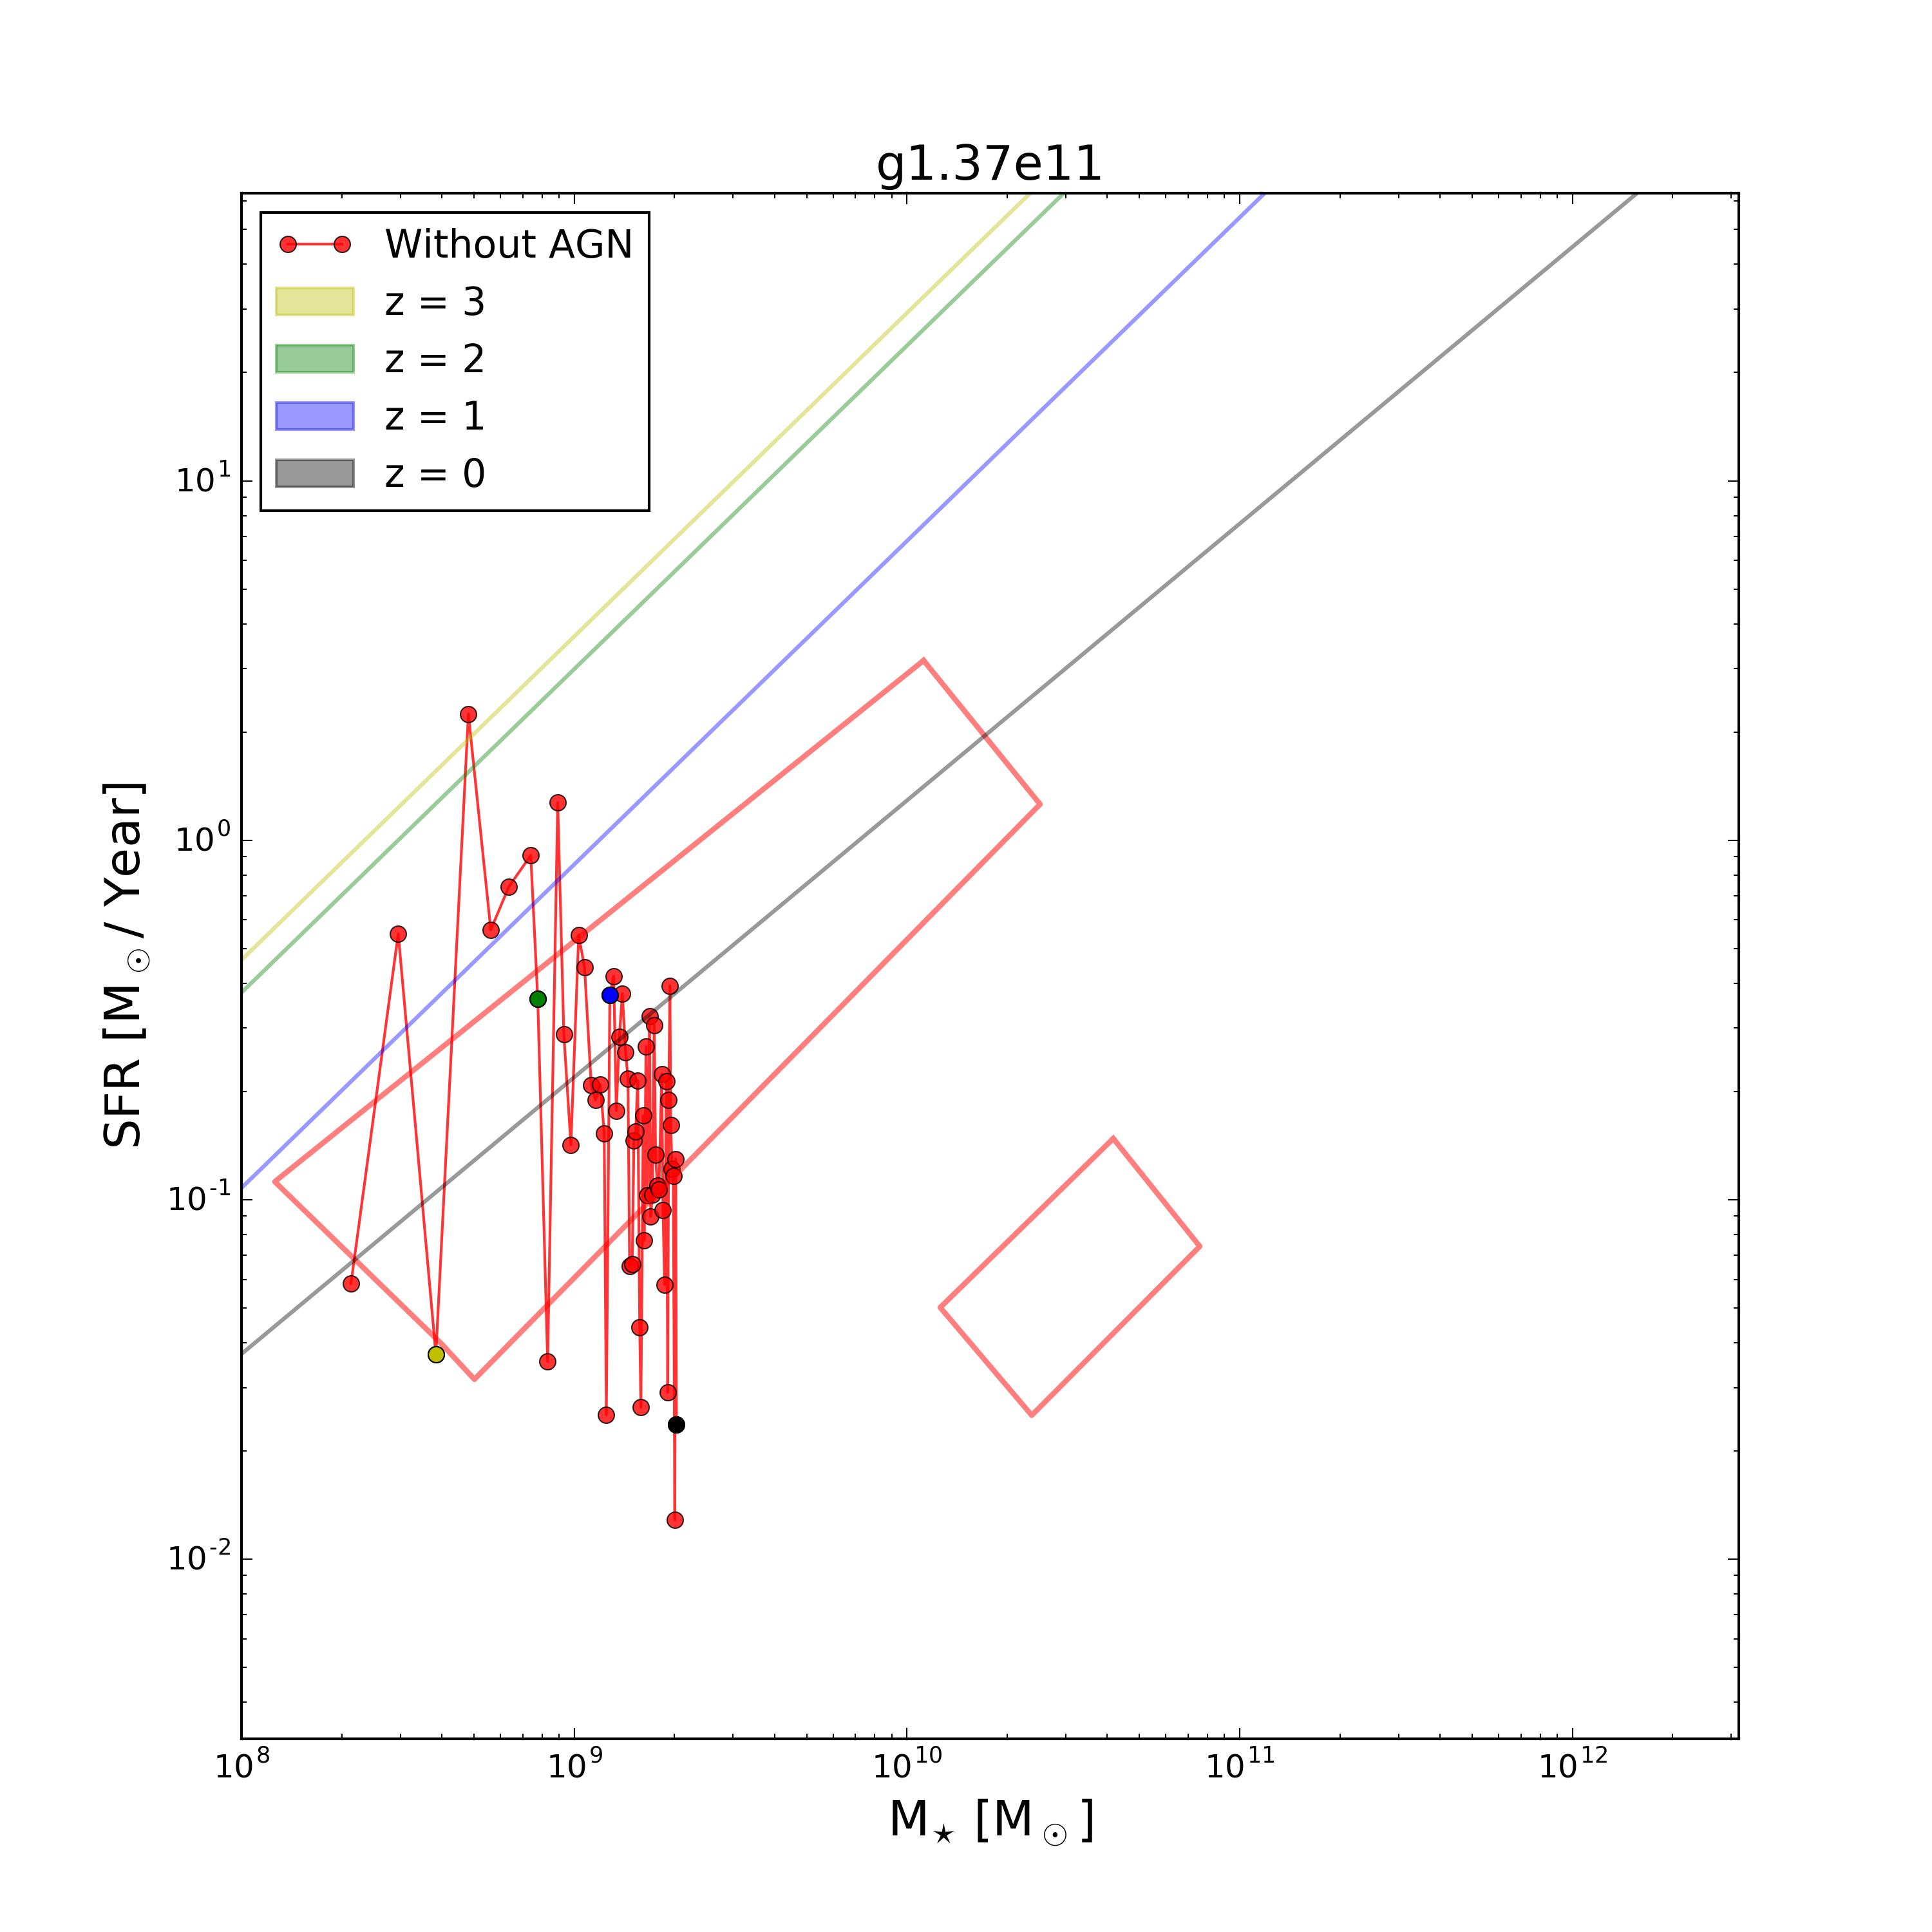 g1.37e11
Without AGN
z = 3
z = 2
z = 1
z = 0
10¹
10⁰
10⁻¹
10⁻²
SFR [M☉/ Year]
10⁸ 10⁹ 10¹⁰ 10¹¹ 10¹²
M★ [M☉]